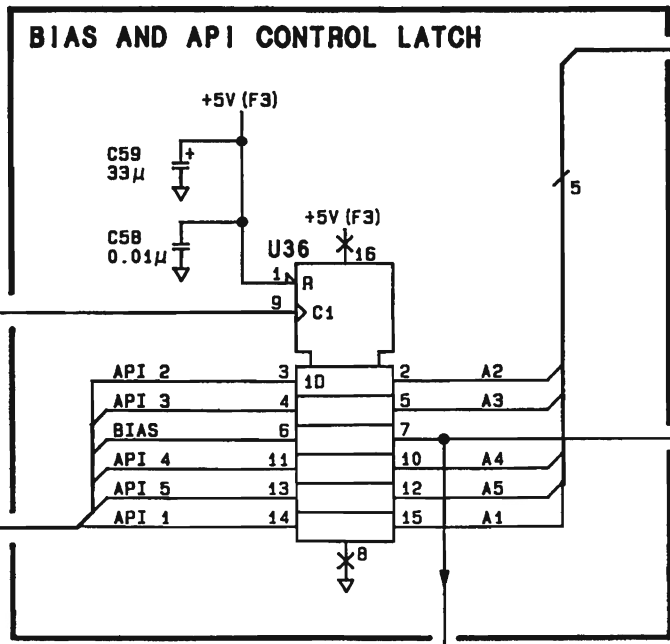 BIAS AND API CONTROL LATCH
+5V (F3)
C59
33μ
+
C58
0.01μ
+5V (F3)
U36
16
1
R
9
C1
API 2
3
1D
2
A2
API 3
4
5
A3
BIAS
6
7
API 4
11
10
A4
API 5
13
12
A5
API 1
14
15
A1
8
5